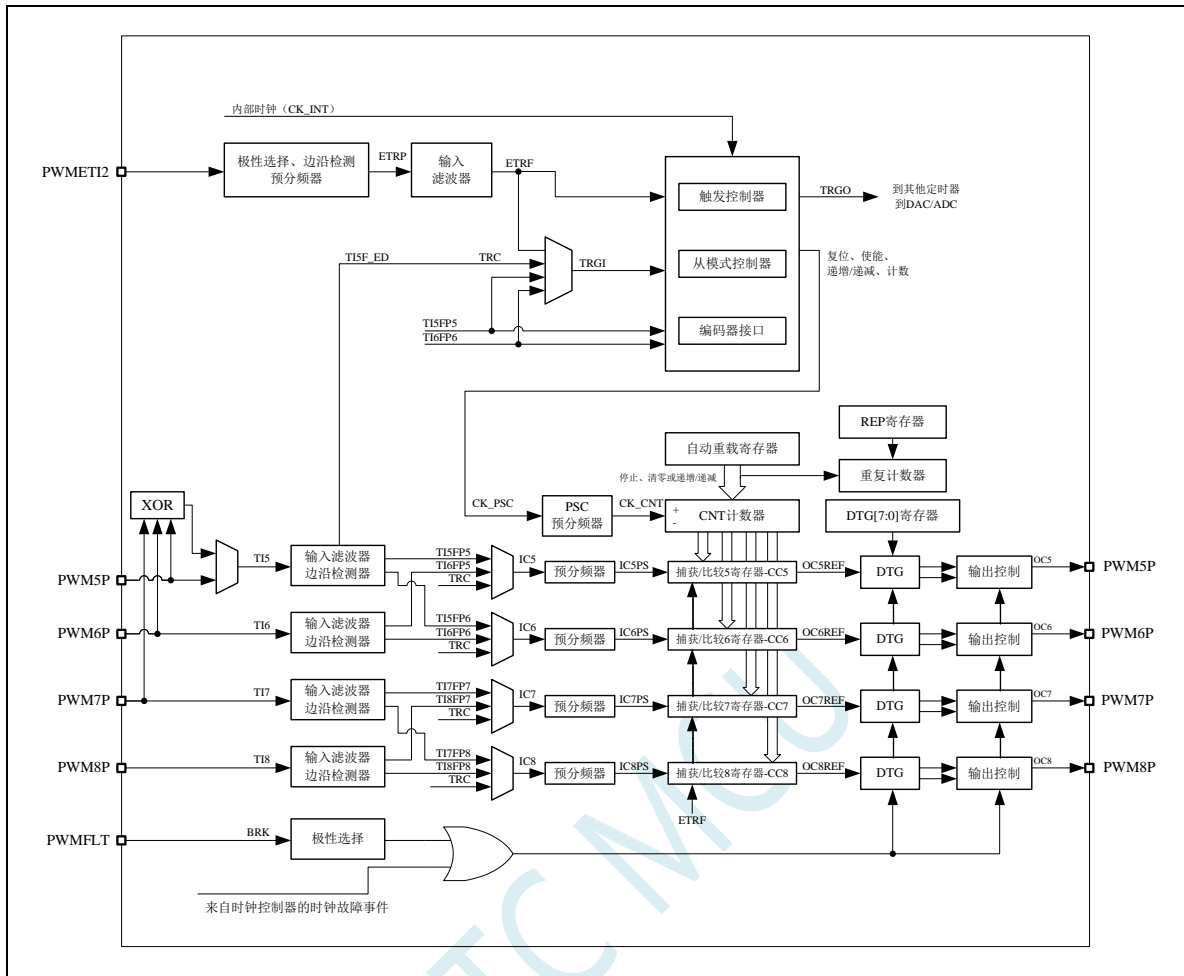 内部时钟（CK_INT）
PWMETI2
极性选择、边沿检测
预分频器
ETRP
输入
滤波器
ETRF
触发控制器
TRGO
到其他定时器
到DAC/ADC
TI5F_ED
TRC
TRGI
从模式控制器
复位、使能、
递增/递减、计数
TI5FP5
TI6FP6
编码器接口
REP寄存器
自动重载寄存器
停止、清零或递增/递减
重复计数器
XOR
CK_PSC
PSC
预分频器
CK_CNT
+
-
CNT计数器
DTG[7:0]寄存器
PWM5P
TI5
输入滤波器
边沿检测器
TI5FP5
TI6FP5
TRC
IC5
预分频器
IC5PS
捕获/比较5寄存器-CC5
OC5REF
DTG
输出控制
OC5
PWM5P
PWM6P
TI6
输入滤波器
边沿检测器
TI5FP6
TI6FP6
TRC
IC6
预分频器
IC6PS
捕获/比较6寄存器-CC6
OC6REF
DTG
输出控制
OC6
PWM6P
PWM7P
TI7
输入滤波器
边沿检测器
TI7FP7
TI8FP7
TRC
IC7
预分频器
IC7PS
捕获/比较7寄存器-CC7
OC7REF
DTG
输出控制
OC7
PWM7P
PWM8P
TI8
输入滤波器
边沿检测器
TI7FP8
TI8FP8
TRC
IC8
预分频器
IC8PS
捕获/比较8寄存器-CC8
OC8REF
DTG
输出控制
OC8
PWM8P
ETRF
PWMFLT
BRK
极性选择
来自时钟控制器的时钟故障事件
TC MCU